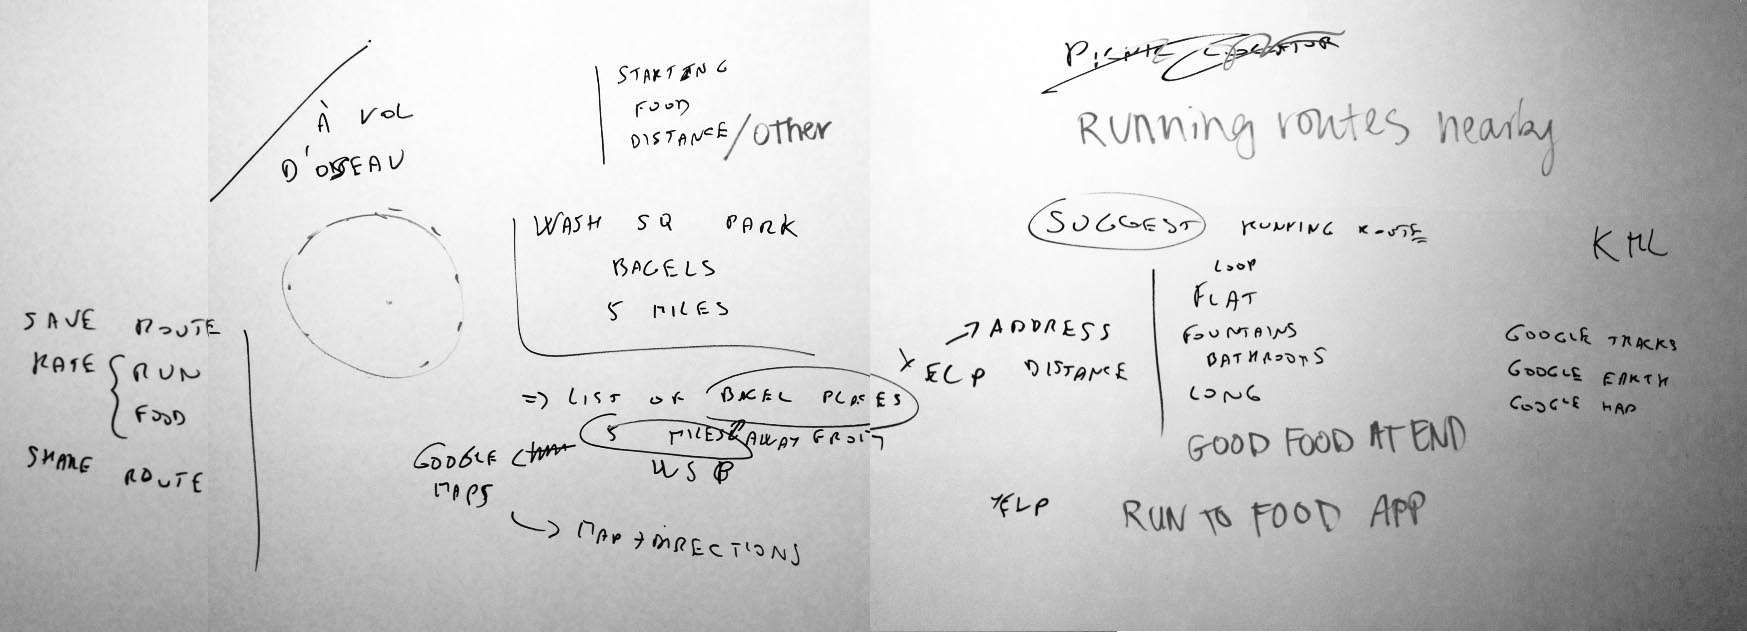 À VOL
D'OISEAU
STARTING
FOOD
DISTANCE / other
WASH SQ PARK
BAGELS
5 MILES
SAVE ROUTE
RATE { RUN
FOOD
SHARE ROUTE
=> LIST OF BAGEL PLACES
5 MILES AWAY FROM
WSP
GOOGLE
MAPS
MAP + DIRECTIONS
PICNIC LOCATOR
Running routes nearby
SUGGEST RUNNING ROUTE
LOOP
FLAT
FOUNTAINS
BATHROOMS
LONG
GOOD FOOD AT END
ADDRESS
YELP DISTANCE
YELP
RUN TO FOOD APP
KML
GOOGLE TRACKS
GOOGLE EARTH
GOOGLE MAP